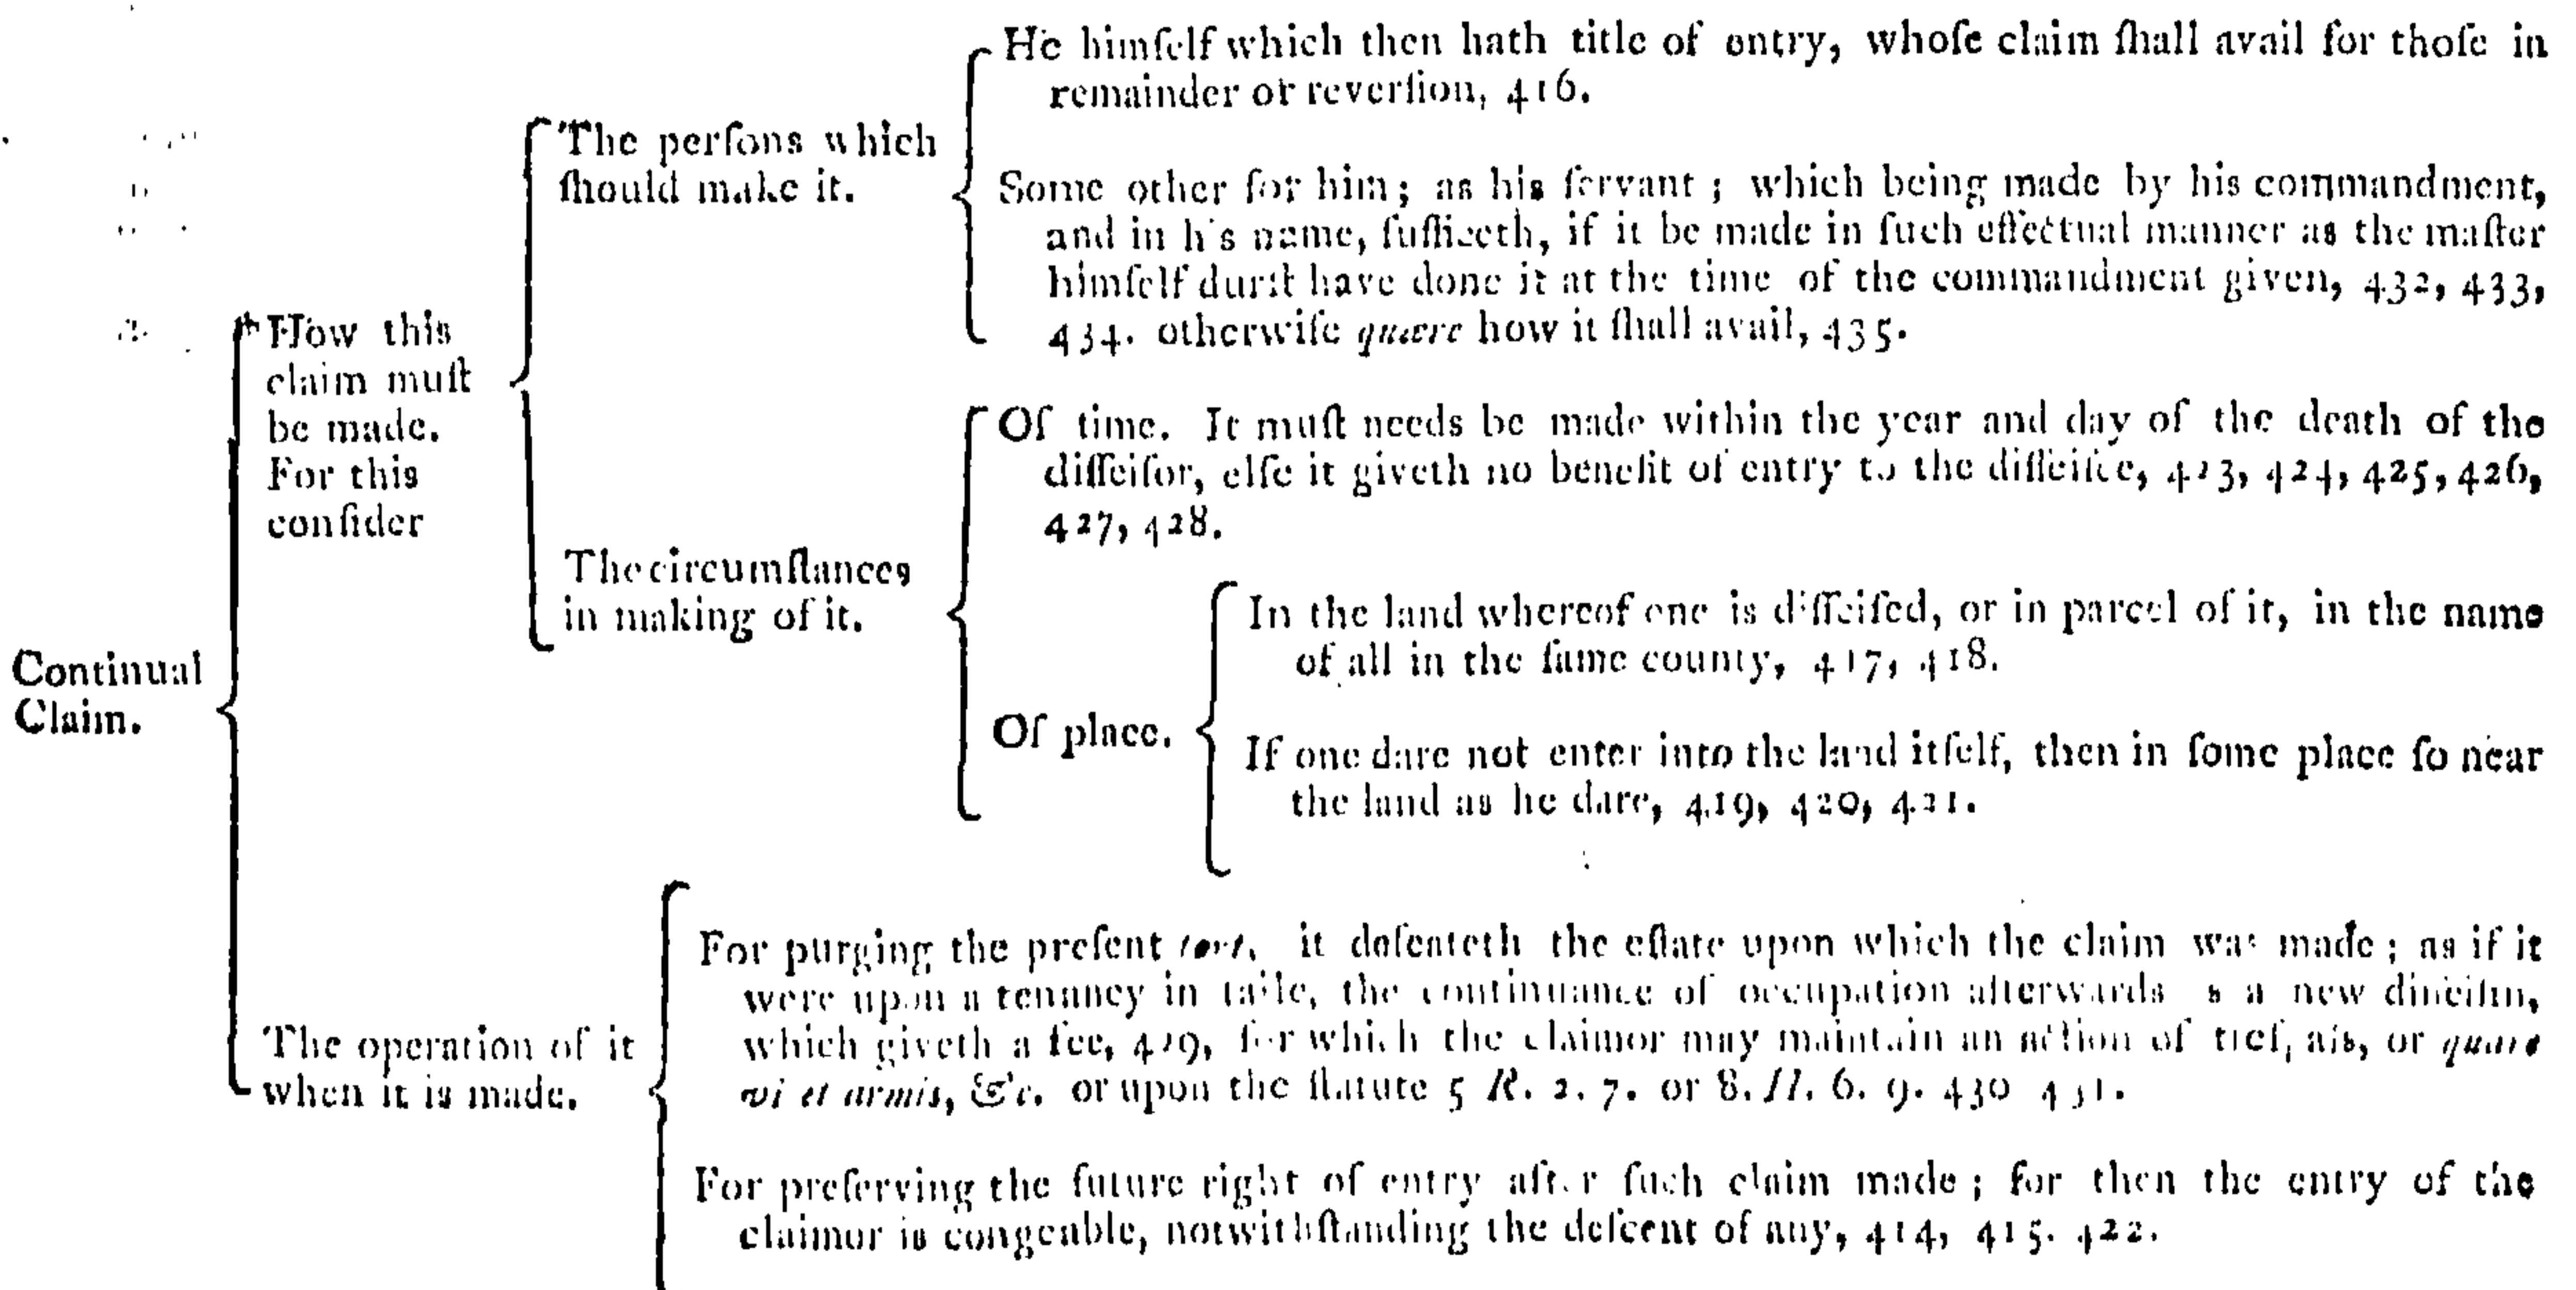 He himſelf which then hath title of entry, whoſe claim ſhall avail for thoſe in
remainder or reverſion, 416.
The perſons which
ſhould make it.
Some other for him; as his ſervant; which being made by his commandment,
and in his name, ſufficeth, if it be made in ſuch effectual manner as the maſter
himſelf durſt have done it at the time of the commandment given, 432, 433,
434. otherwiſe quære how it ſhall avail, 435.
How this
claim muſt
be made.
For this
conſider
Of time. It muſt needs be made within the year and day of the death of the
diſſeiſor, elſe it giveth no benefit of entry to the diſſeiſee, 423, 424, 425, 426,
427, 428.
The circumſtances
in making of it.
In the land whereof one is diſſeiſed, or in parcel of it, in the name
of all in the ſame county, 417, 418.
Continual
Claim.
Of place.
If one dare not enter into the land itſelf, then in ſome place ſo near
the land as he dare, 419, 420, 421.
For purging the preſent tort, it defeateth the eſtate upon which the claim was made; as if it
were upon a tenancy in taile, the continuance of occupation afterwards is a new diſſeiſin,
which giveth a fee, 429, for which the claimor may maintain an action of treſpaſs, or quare
vi et armis, &c. or upon the ſtatute 5 R. 2. 7. or 8. H. 6. 9. 430 431.
The operation of it
when it is made.
For preſerving the future right of entry after ſuch claim made; for then the entry of the
claimor is congeable, notwithſtanding the deſcent of any, 414, 415. 422.